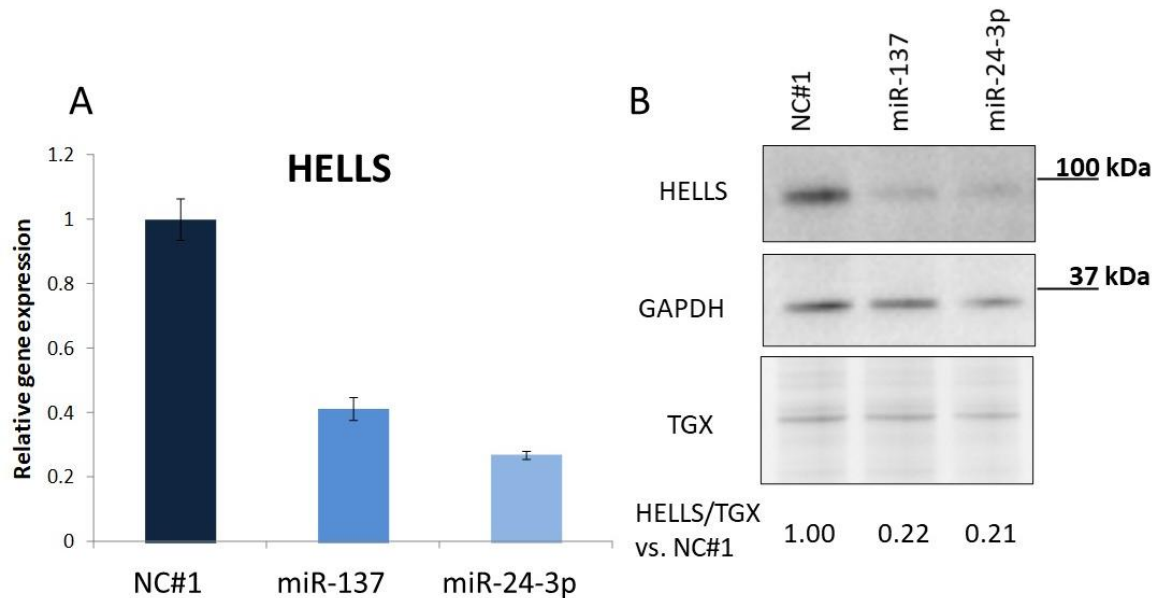 A
HELLS
Relative gene expression
1.2
1
0.8
0.6
0.4
0.2
0
NC#1 miR-137 miR-24-3p
B
NC#1 miR-137 miR-24-3p
HELLS 100 kDa
GAPDH 37 kDa
TGX
HELLS/TGX
vs. NC#1 1.00 0.22 0.21